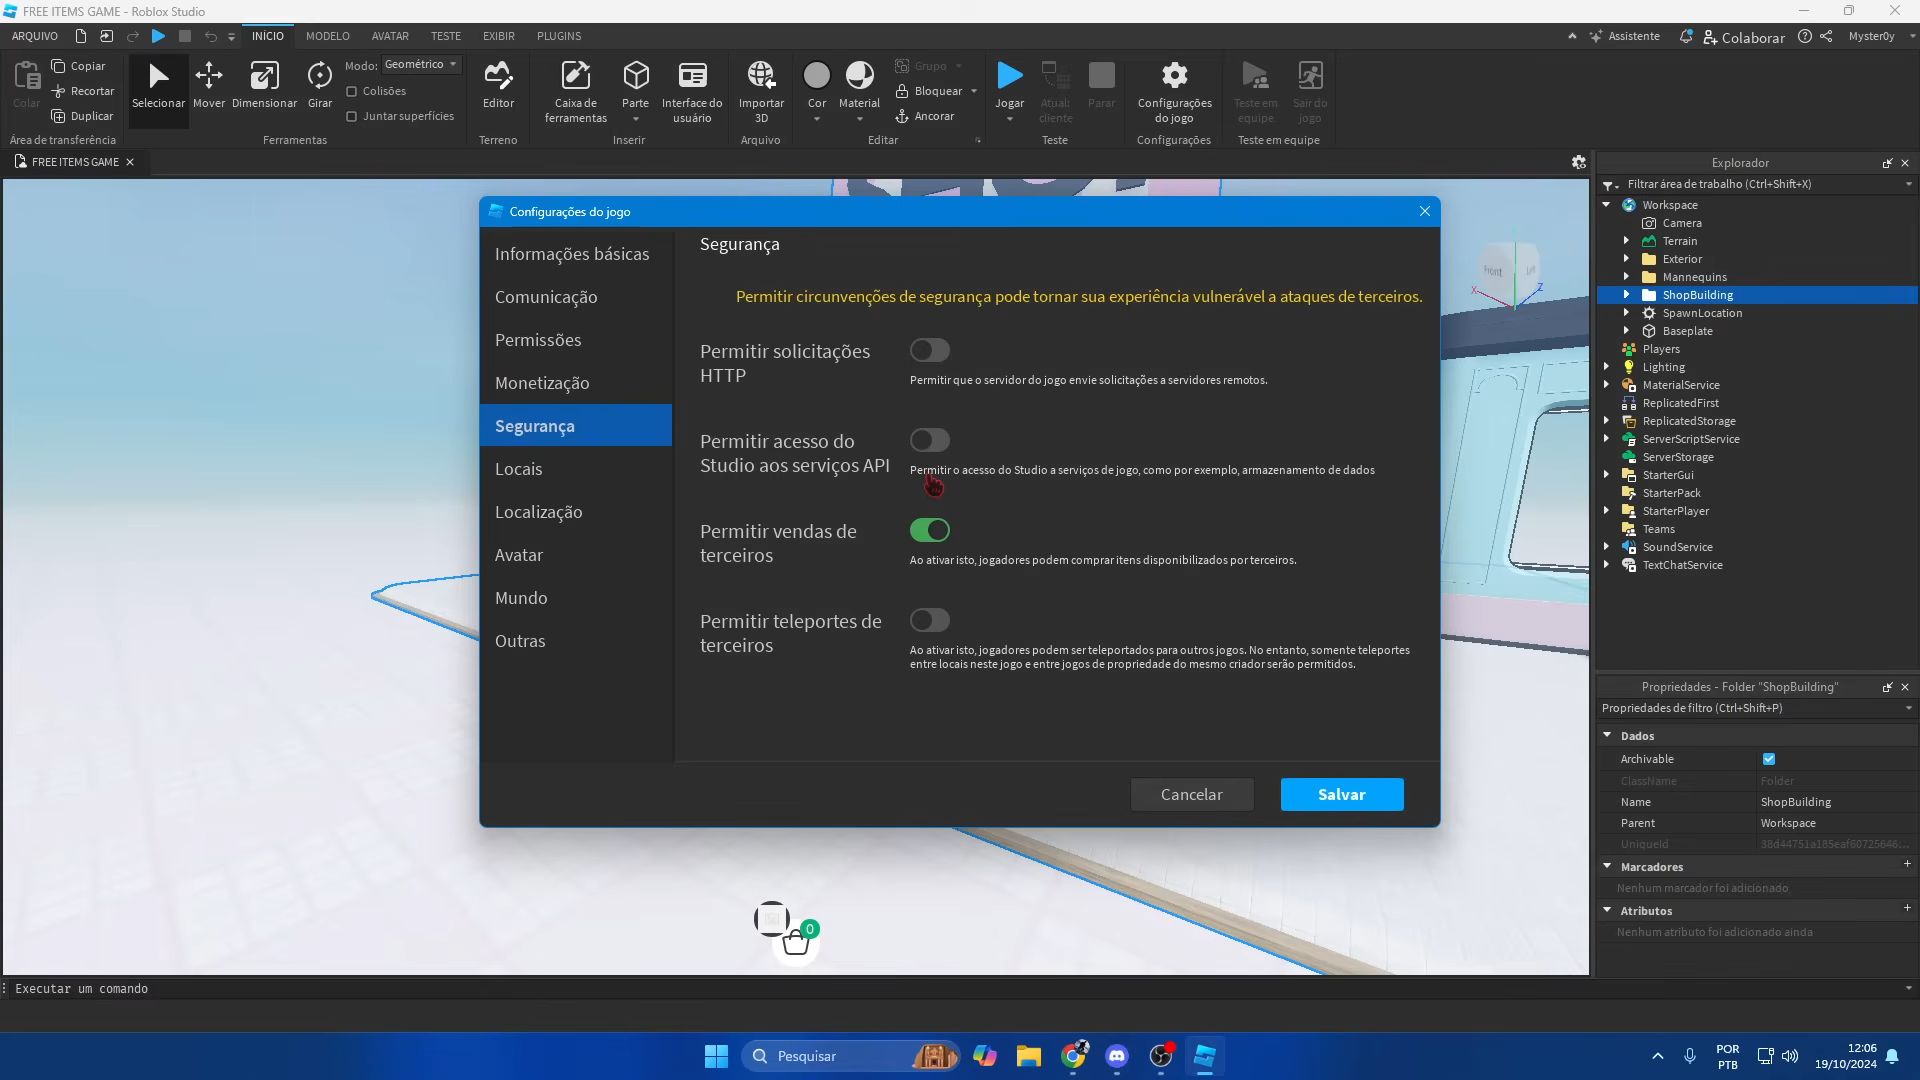 FREE ITEMS GAME - Roblox Studio
ARQUIVO
INÍCIO
MODELO
AVATAR
TESTE
EXIBIR
PLUGINS
Assistente
Colaborar
Myster0y
Colar
Copiar
Recortar
Duplicar
Área de transferência
Selecionar
Mover
Dimensionar
Girar
Modo:
Geométrico
Colisões
Juntar superfícies
Ferramentas
Editor
Terreno
Caixa de
ferramentas
Parte
Interface do
usuário
Inserir
Importar
3D
Arquivo
Cor
Material
Grupo
Bloquear
Ancorar
Editar
Jogar
Atual:
cliente
Parar
Teste
Configurações
do jogo
Configurações
Teste em
equipe
Sair do
jogo
Teste em equipe
FREE ITEMS GAME
Configurações do jogo
Informações básicas
Comunicação
Permissões
Monetização
Segurança
Locais
Localização
Avatar
Mundo
Outras
Segurança
Permitir circunvenções de segurança pode tornar sua experiência vulnerável a ataques de terceiros.
Permitir solicitações
HTTP
Permitir que o servidor do jogo envie solicitações a servidores remotos.
Permitir acesso do
Studio aos serviços API
Permitir o acesso do Studio a serviços de jogo, como por exemplo, armazenamento de dados
Permitir vendas de
terceiros
Ao ativar isto, jogadores podem comprar itens disponibilizados por terceiros.
Permitir teleportes de
terceiros
Ao ativar isto, jogadores podem ser teleportados para outros jogos. No entanto, somente teleportes
entre locais neste jogo e entre jogos de propriedade do mesmo criador serão permitidos.
Cancelar
Salvar
Front
X
Z
0
Explorador
Filtrar área de trabalho (Ctrl+Shift+X)
Workspace
Camera
Terrain
Exterior
Mannequins
ShopBuilding
SpawnLocation
Baseplate
Players
Lighting
MaterialService
ReplicatedFirst
ReplicatedStorage
ServerScriptService
ServerStorage
StarterGui
StarterPack
StarterPlayer
Teams
SoundService
TextChatService
Propriedades - Folder "ShopBuilding"
Propriedades de filtro (Ctrl+Shift+P)
Dados
Archivable
ClassName
Folder
Name
ShopBuilding
Parent
Workspace
UniqueId
38d44751a185eaf60725646...
Marcadores
Nenhum marcador foi adicionado
Atributos
Nenhum atributo foi adicionado ainda
Executar um comando
Pesquisar
POR
PTB
12:06
19/10/2024